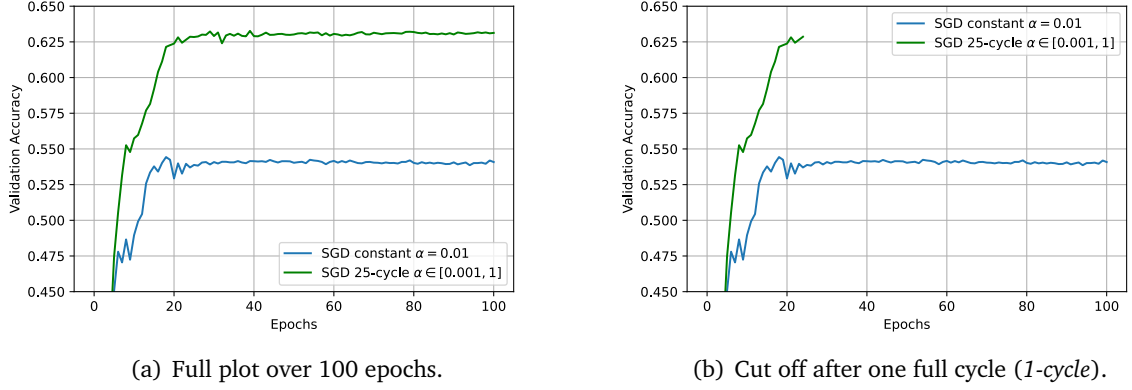 0.650
0.625
0.600
0.575
0.550
0.525
0.500
0.475
0.450
Validation Accuracy
0 20 40 60 80 100
Epochs
SGD constant α = 0.01
SGD 25-cycle α ∈ [0.001, 1]
(a) Full plot over 100 epochs.
0.650
0.625
0.600
0.575
0.550
0.525
0.500
0.475
0.450
Validation Accuracy
SGD constant α = 0.01
SGD 25-cycle α ∈ [0.001, 1]
0 20 40 60 80 100
Epochs
(b) Cut off after one full cycle (1-cycle).